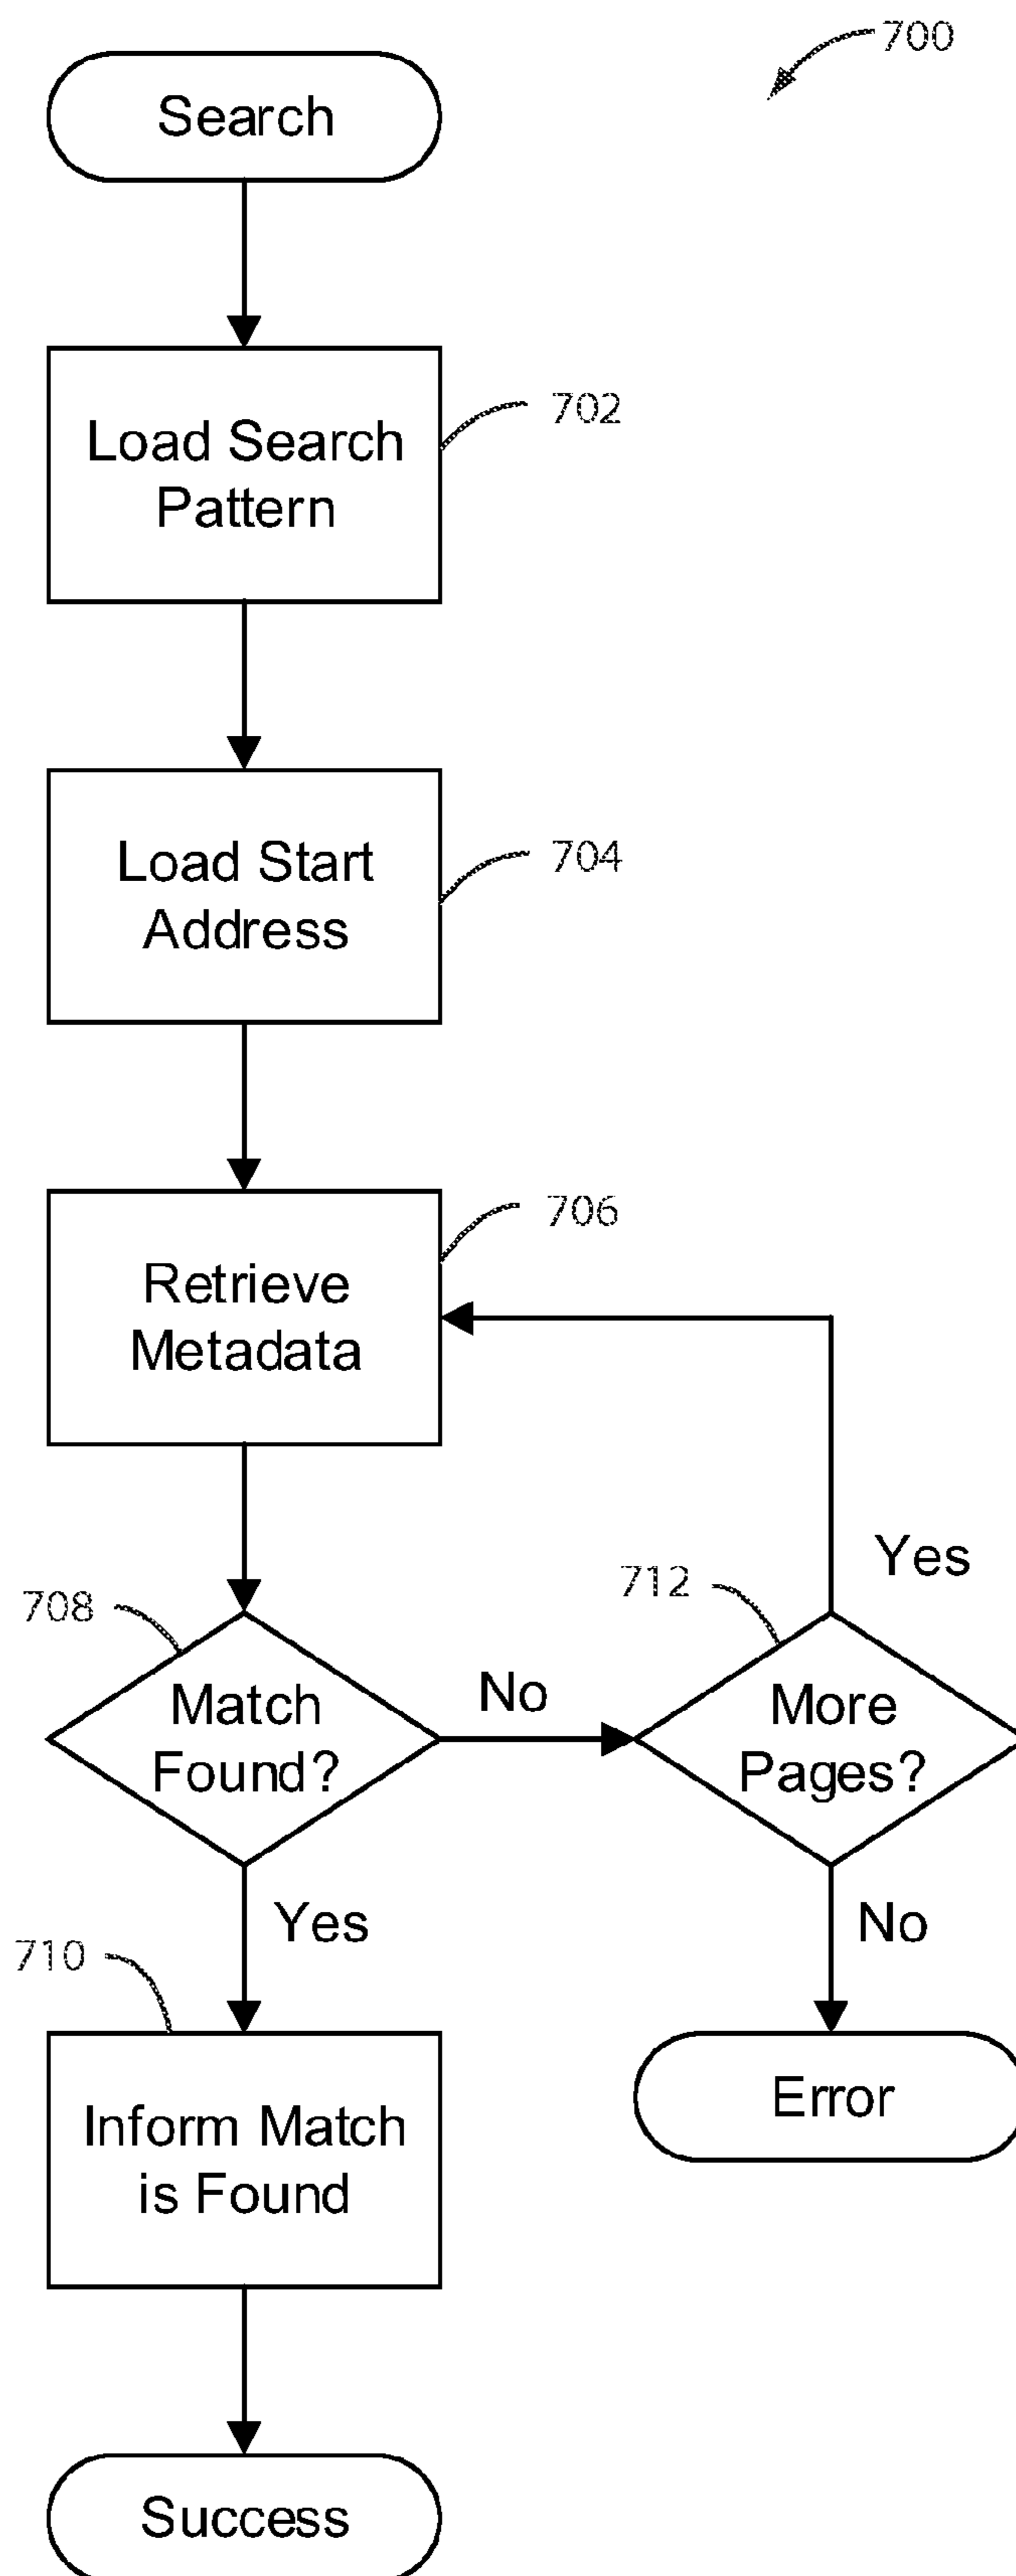 700
Search
Load Search
Pattern
702
Load Start
Address
704
Retrieve
Metadata
706
708
Match
Found?
No
712
More
Pages?
Yes
Yes
No
710
Inform Match
is Found
Error
Success